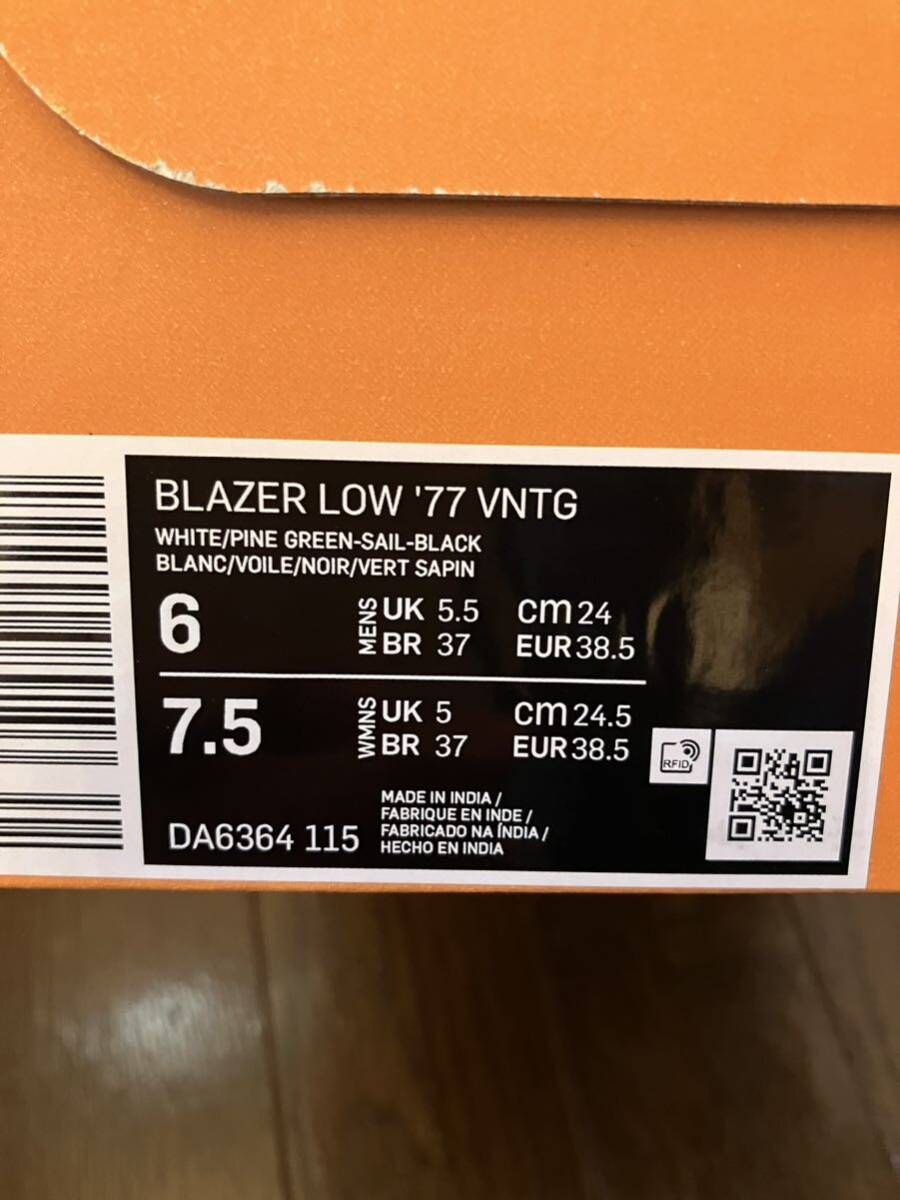 BLAZER LOW '77 VNTG
WHITE/PINE GREEN-SAIL-BLACK
BLANC/VOILE/NOIR/VERT SAPIN
6 MENS UK 5.5 cm 24
BR 37 EUR 38.5
7.5 WMNS UK 5 cm 24.5
BR 37 EUR 38.5
RFID
DA6364 115
MADE IN INDIA /
FABRIQUE EN INDE /
FABRICADO NA ÍNDIA /
HECHO EN INDIA